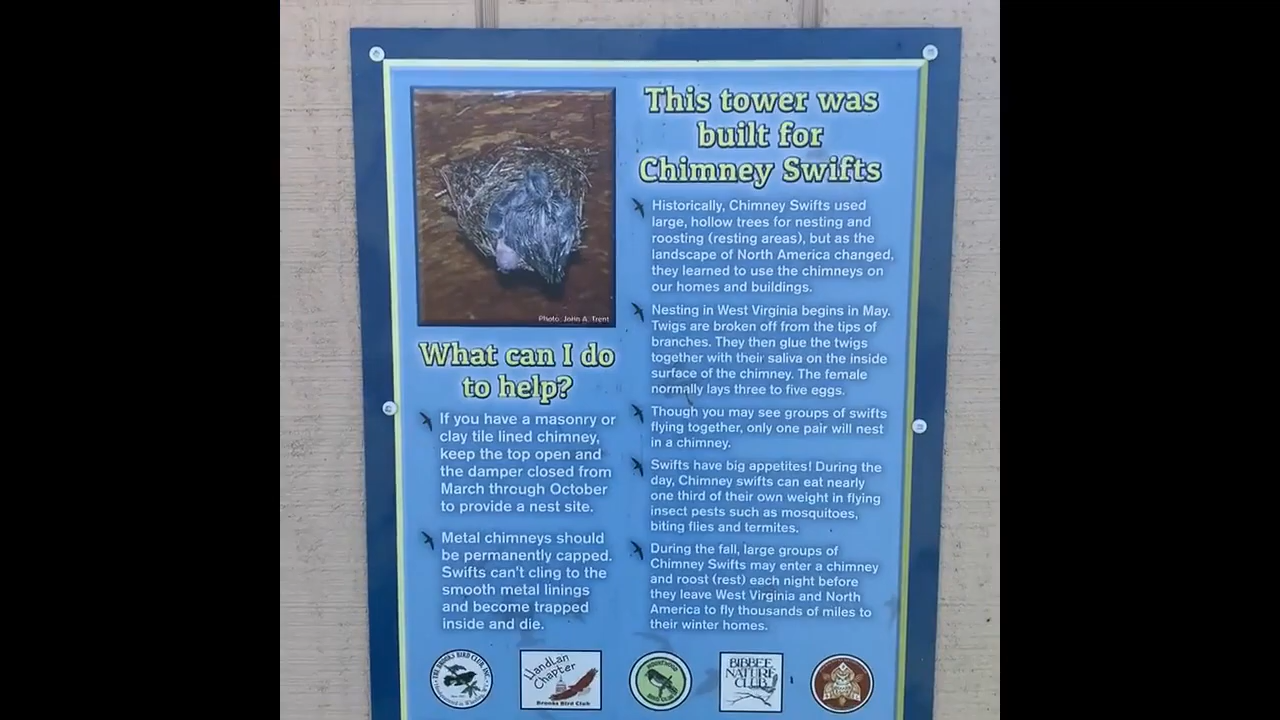 Photo: John A. Trent
What can I do
to help?
If you have a masonry or
clay tile lined chimney,
keep the top open and
the damper closed from
March through October
to provide a nest site.
Metal chimneys should
be permanently capped.
Swifts can't cling to the
smooth metal linings
and become trapped
inside and die.
This tower was
built for
Chimney Swifts
Historically, Chimney Swifts used
large, hollow trees for nesting and
roosting (resting areas), but as the
landscape of North America changed,
they learned to use the chimneys on
our homes and buildings.
Nesting in West Virginia begins in May.
Twigs are broken off from the tips of
branches. They then glue the twigs
together with their saliva on the inside
surface of the chimney. The female
normally lays three to five eggs.
Though you may see groups of swifts
flying together, only one pair will nest
in a chimney.
Swifts have big appetites! During the
day, Chimney swifts can eat nearly
one third of their own weight in flying
insect pests such as mosquitoes,
biting flies and termites.
During the fall, large groups of
Chimney Swifts may enter a chimney
and roost (rest) each night before
they leave West Virginia and North
America to fly thousands of miles to
their winter homes.
THE BROOKS BIRD CLUB, INC.
Handlan
Chapter
Brooks Bird Club
BIBBEE
NATURE
CLUB